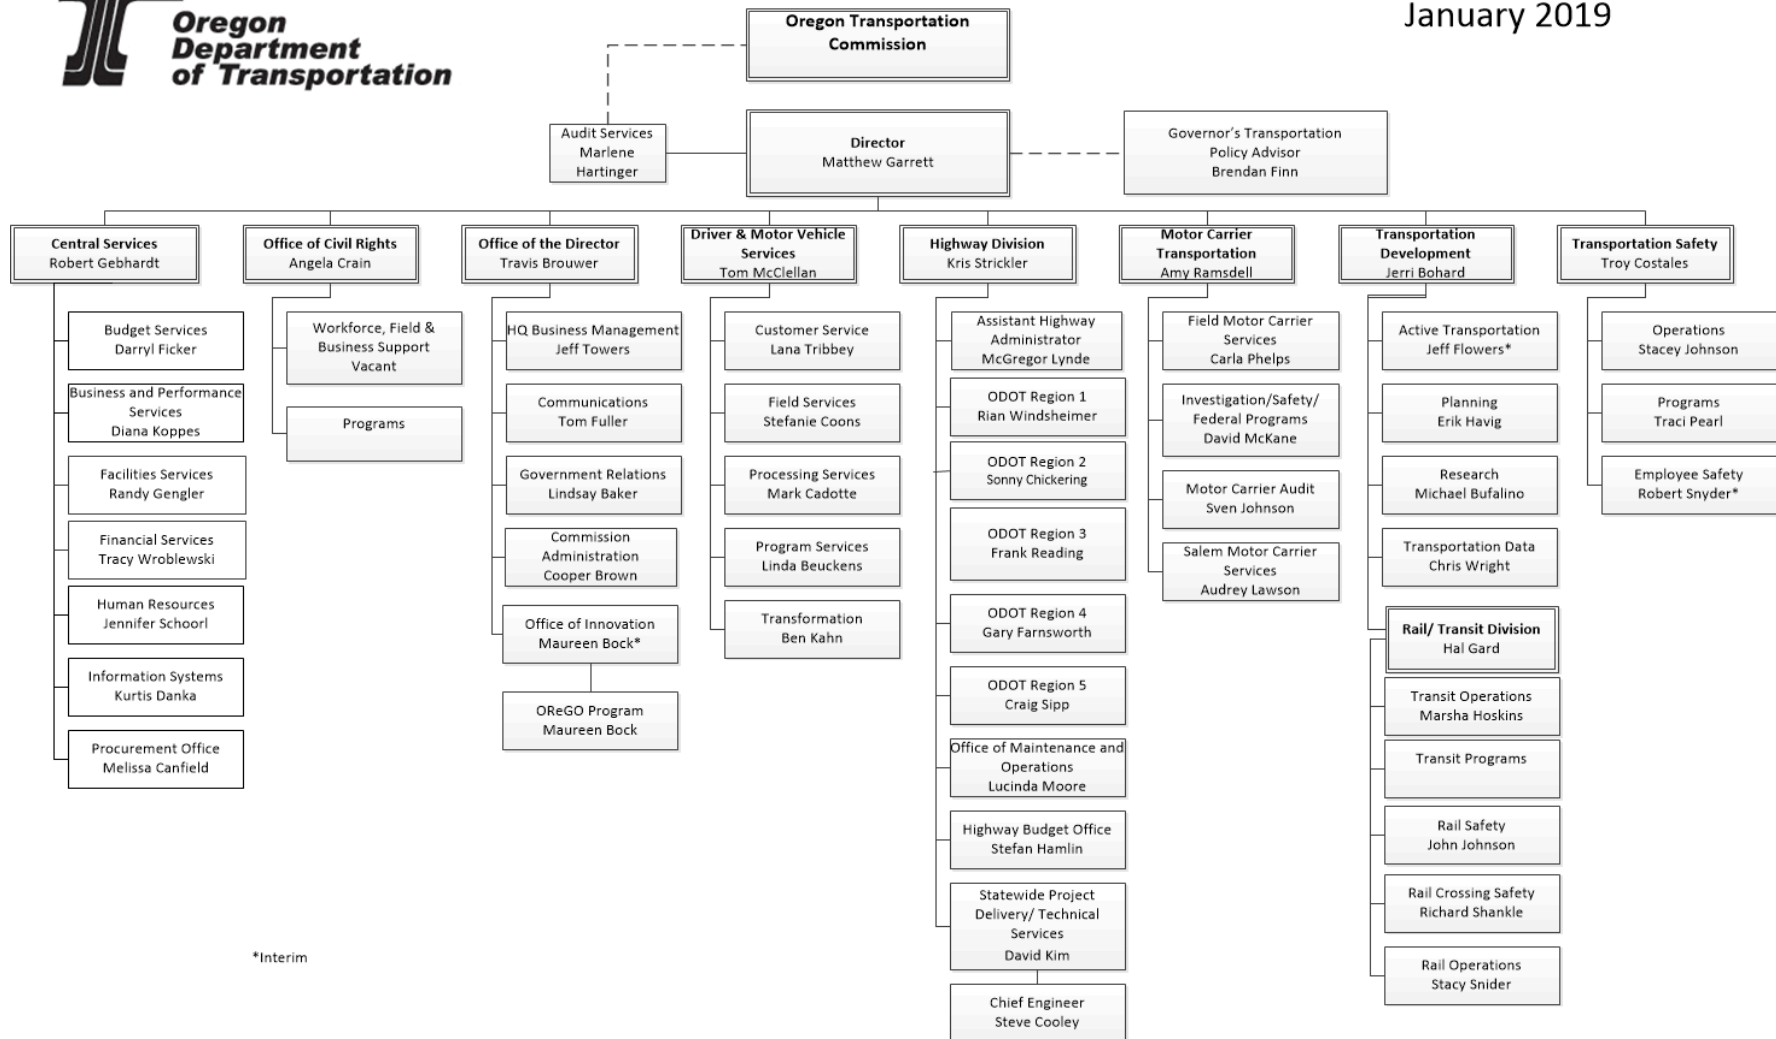 Oregon
Department
of Transportation
January 2019
Oregon Transportation
Commission
Audit Services
Marlene
Hartinger
Director
Matthew Garrett
Governor’s Transportation
Policy Advisor
Brendan Finn
Central Services
Robert Gebhardt
Budget Services
Darryl Ficker
Business and Performance
Services
Diana Koppes
Facilities Services
Randy Gengler
Financial Services
Tracy Wroblewski
Human Resources
Jennifer Schoorl
Information Systems
Kurtis Danka
Procurement Office
Melissa Canfield
Office of Civil Rights
Angela Crain
Workforce, Field &
Business Support
Vacant
Programs
Office of the Director
Travis Brouwer
HQ Business Management
Jeff Towers
Communications
Tom Fuller
Government Relations
Lindsay Baker
Commission
Administration
Cooper Brown
Office of Innovation
Maureen Bock*
OReGO Program
Maureen Bock
Driver & Motor Vehicle
Services
Tom McClellan
Customer Service
Lana Tribbey
Field Services
Stefanie Coons
Processing Services
Mark Cadotte
Program Services
Linda Beuckens
Transformation
Ben Kahn
Highway Division
Kris Strickler
Assistant Highway
Administrator
McGregor Lynde
ODOT Region 1
Rian Windsheimer
ODOT Region 2
Sonny Chickering
ODOT Region 3
Frank Reading
ODOT Region 4
Gary Farnsworth
ODOT Region 5
Craig Sipp
Office of Maintenance and
Operations
Lucinda Moore
Highway Budget Office
Stefan Hamlin
Statewide Project
Delivery/ Technical
Services
David Kim
Chief Engineer
Steve Cooley
Motor Carrier
Transportation
Amy Ramsdell
Field Motor Carrier
Services
Carla Phelps
Investigation/Safety/
Federal Programs
David McKane
Motor Carrier Audit
Sven Johnson
Salem Motor Carrier
Services
Audrey Lawson
Transportation
Development
Jerri Bohard
Active Transportation
Jeff Flowers*
Planning
Erik Havig
Research
Michael Bufalino
Transportation Data
Chris Wright
Rail/ Transit Division
Hal Gard
Transit Operations
Marsha Hoskins
Transit Programs
Rail Safety
John Johnson
Rail Crossing Safety
Richard Shankle
Rail Operations
Stacy Snider
Transportation Safety
Troy Costales
Operations
Stacey Johnson
Programs
Traci Pearl
Employee Safety
Robert Snyder*
*Interim